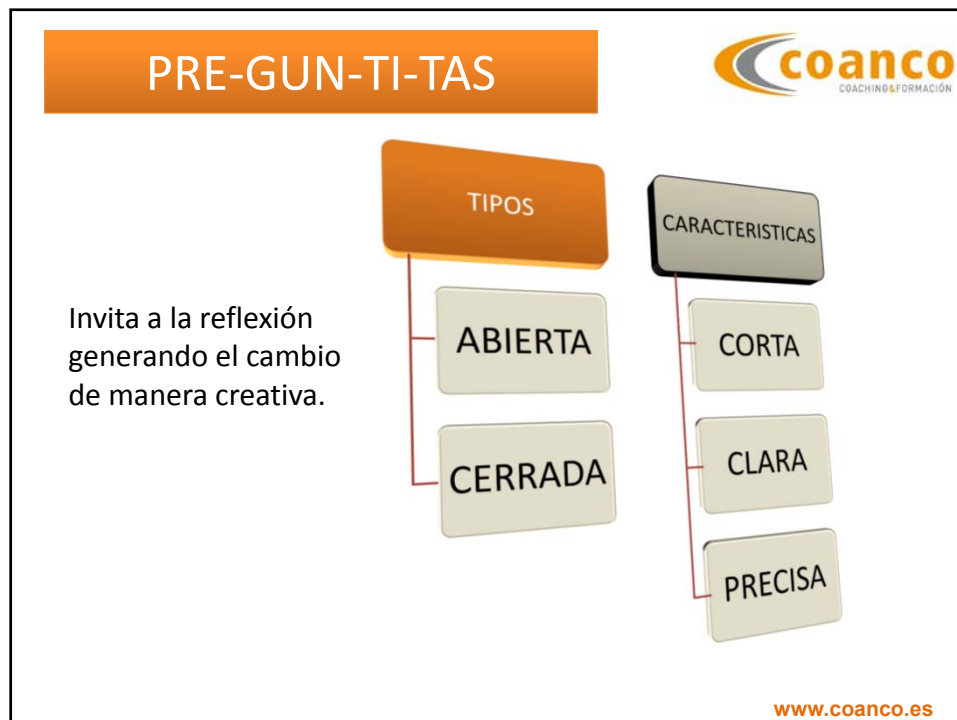 PRE-GUN-TI-TAS
coanco
COACHING&FORMACIÓN
Invita a la reflexión
generando el cambio
de manera creativa.
TIPOS
ABIERTA
CERRADA
CARACTERISTICAS
CORTA
CLARA
PRECISA
www.coanco.es